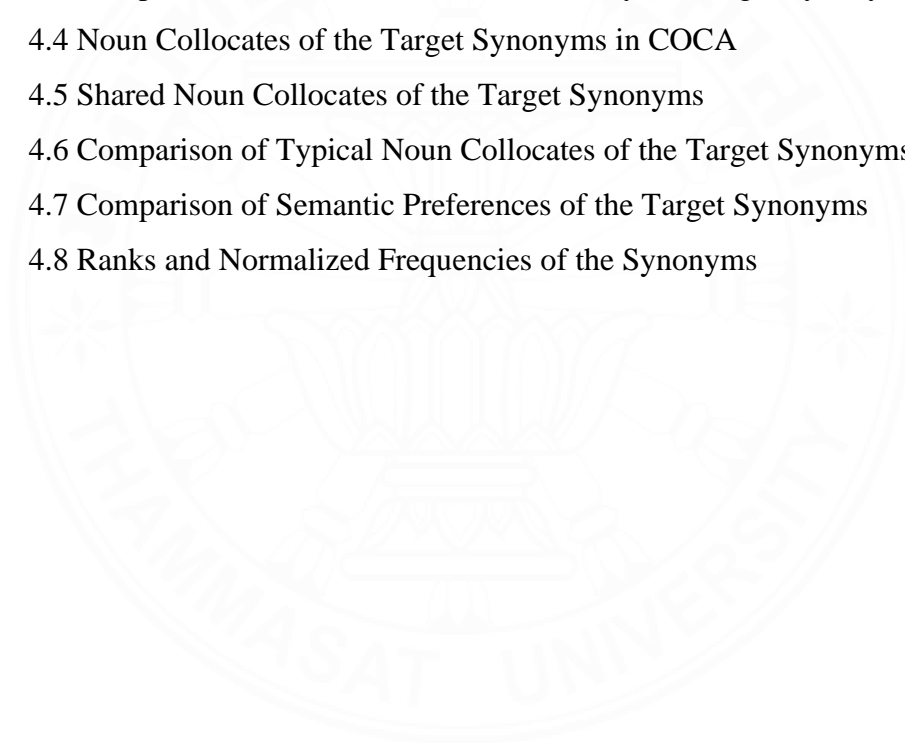 4.4 Noun Collocates of the Target Synonyms in COCA
4.5 Shared Noun Collocates of the Target Synonyms
4.6 Comparison of Typical Noun Collocates of the Target Synonyms
4.7 Comparison of Semantic Preferences of the Target Synonyms
4.8 Ranks and Normalized Frequencies of the Synonyms
THAMMASAT UNIVERSITY